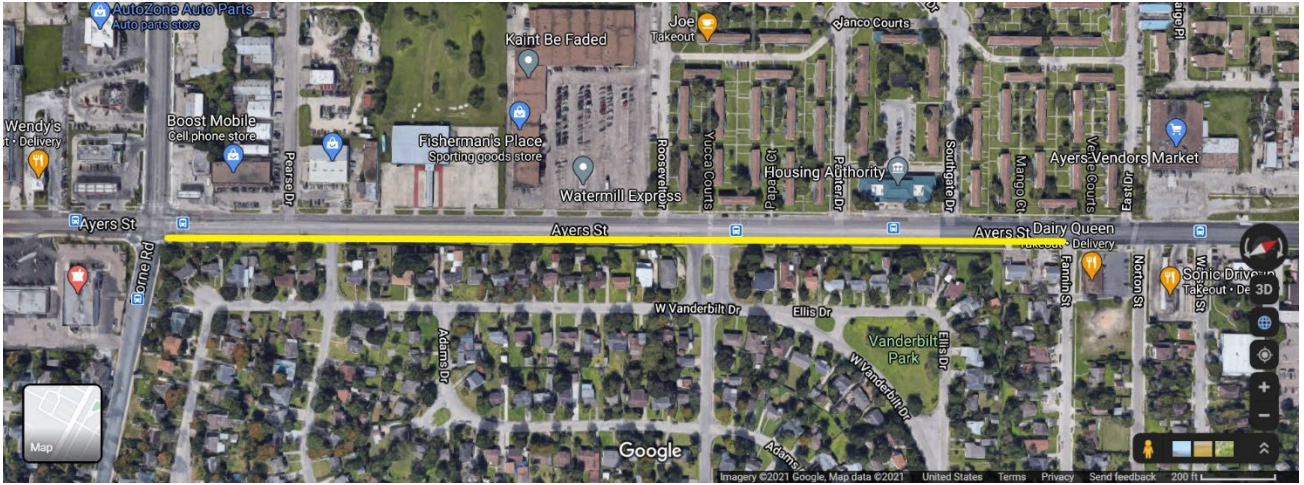 AutoZone Auto Parts
Auto parts store
Joe
Takeout
Janco Courts
Kaint Be Faded
Wendy's
Delivery
Boost Mobile
Cell phone store
Pearse Dr
Fisherman's Place
Sporting goods store
Watermill Express
Roosevelt Dr
Yucca Courts
Housing Authority
Southgate Dr
Mango Ct
Ayers Vendors Market
East Dr
Ayers St
Ayers St
Ayers St
Dairy Queen
Takeout • Delivery
orne Rd
Fannin St
Norton St
Sonic Drive-In
3D
W Vanderbilt Dr
Ellis Dr
Adams Dr
Vanderbilt
Park
Ellis Dr
W Vanderbilt Dr
Map
Google
Adams
Imagery ©2021 Google, Map data ©2021 United States Terms Privacy Send feedback 200 ft